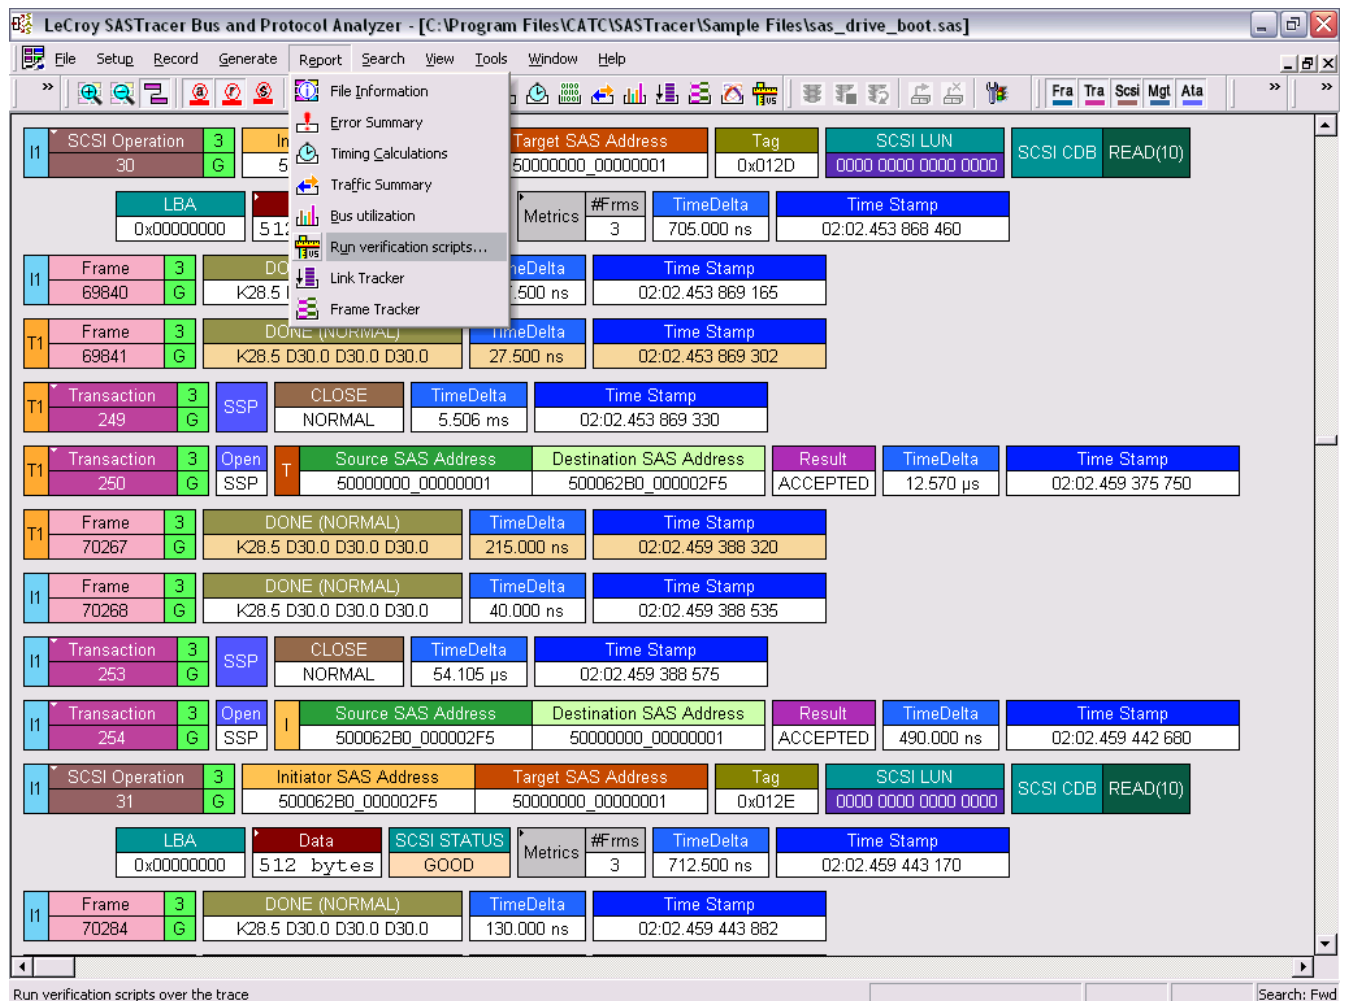 LeCroy SASTracer Bus and Protocol Analyzer - [C:\Program Files\CATC\SASTracer\Sample Files\sas_drive_boot.sas]
File Setup Record Generate Report Search View Tools Window Help
Fra Tra Scsi Mgt Ata
File Information
Error Summary
Timing Calculations
Traffic Summary
Bus utilization
Run verification scripts...
Link Tracker
Frame Tracker
I1 SCSI Operation 3 In Target SAS Address Tag SCSI LUN SCSI CDB READ(10)
30 G 5 50000000_00000001 0x012D 0000 0000 0000 0000
LBA Metrics #Frms TimeDelta Time Stamp
0x00000000 512 3 705.000 ns 02:02.453 868 460
I1 Frame 3 DO eDelta Time Stamp
69840 G K28.5 .500 ns 02:02.453 869 165
T1 Frame 3 DONE (NORMAL) TimeDelta Time Stamp
69841 G K28.5 D30.0 D30.0 D30.0 27.500 ns 02:02.453 869 302
T1 Transaction 3 SSP CLOSE TimeDelta Time Stamp
249 G NORMAL 5.506 ms 02:02.453 869 330
T1 Transaction 3 Open T Source SAS Address Destination SAS Address Result TimeDelta Time Stamp
250 G SSP 50000000_00000001 500062B0_000002F5 ACCEPTED 12.570 µs 02:02.459 375 750
T1 Frame 3 DONE (NORMAL) TimeDelta Time Stamp
70267 G K28.5 D30.0 D30.0 D30.0 215.000 ns 02:02.459 388 320
I1 Frame 3 DONE (NORMAL) TimeDelta Time Stamp
70268 G K28.5 D30.0 D30.0 D30.0 40.000 ns 02:02.459 388 535
I1 Transaction 3 SSP CLOSE TimeDelta Time Stamp
253 G NORMAL 54.105 µs 02:02.459 388 575
I1 Transaction 3 Open I Source SAS Address Destination SAS Address Result TimeDelta Time Stamp
254 G SSP 500062B0_000002F5 50000000_00000001 ACCEPTED 490.000 ns 02:02.459 442 680
I1 SCSI Operation 3 Initiator SAS Address Target SAS Address Tag SCSI LUN SCSI CDB READ(10)
31 G 500062B0_000002F5 50000000_00000001 0x012E 0000 0000 0000 0000
LBA Data SCSI STATUS Metrics #Frms TimeDelta Time Stamp
0x00000000 512 bytes GOOD 3 712.500 ns 02:02.459 443 170
I1 Frame 3 DONE (NORMAL) TimeDelta Time Stamp
70284 G K28.5 D30.0 D30.0 D30.0 130.000 ns 02:02.459 443 882
Run verification scripts over the trace Search: Fwd